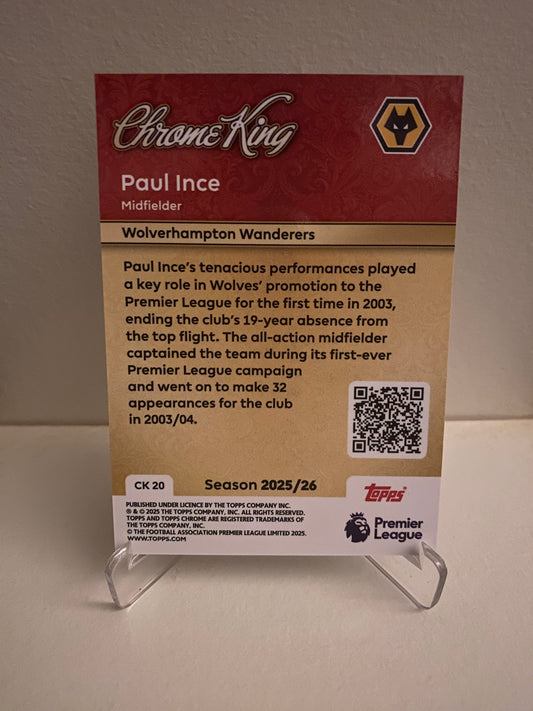 Chrome King
Paul Ince
Midfielder
Wolverhampton Wanderers
Paul Ince's tenacious performances played
a key role in Wolves' promotion to the
Premier League for the first time in 2003,
ending the club's 19-year absence from
the top flight. The all-action midfielder
captained the team during its first-ever
Premier League campaign
and went on to make 32
appearances for the club
in 2003/04.
CK 20
Season 2025/26
topps
PUBLISHED UNDER LICENCE BY THE TOPPS COMPANY INC.
® & © 2025 THE TOPPS COMPANY, INC. ALL RIGHTS RESERVED.
TOPPS AND TOPPS CHROME ARE REGISTERED TRADEMARKS OF
THE TOPPS COMPANY, INC.
© THE FOOTBALL ASSOCIATION PREMIER LEAGUE LIMITED 2025.
WWW.TOPPS.COM
Premier
League